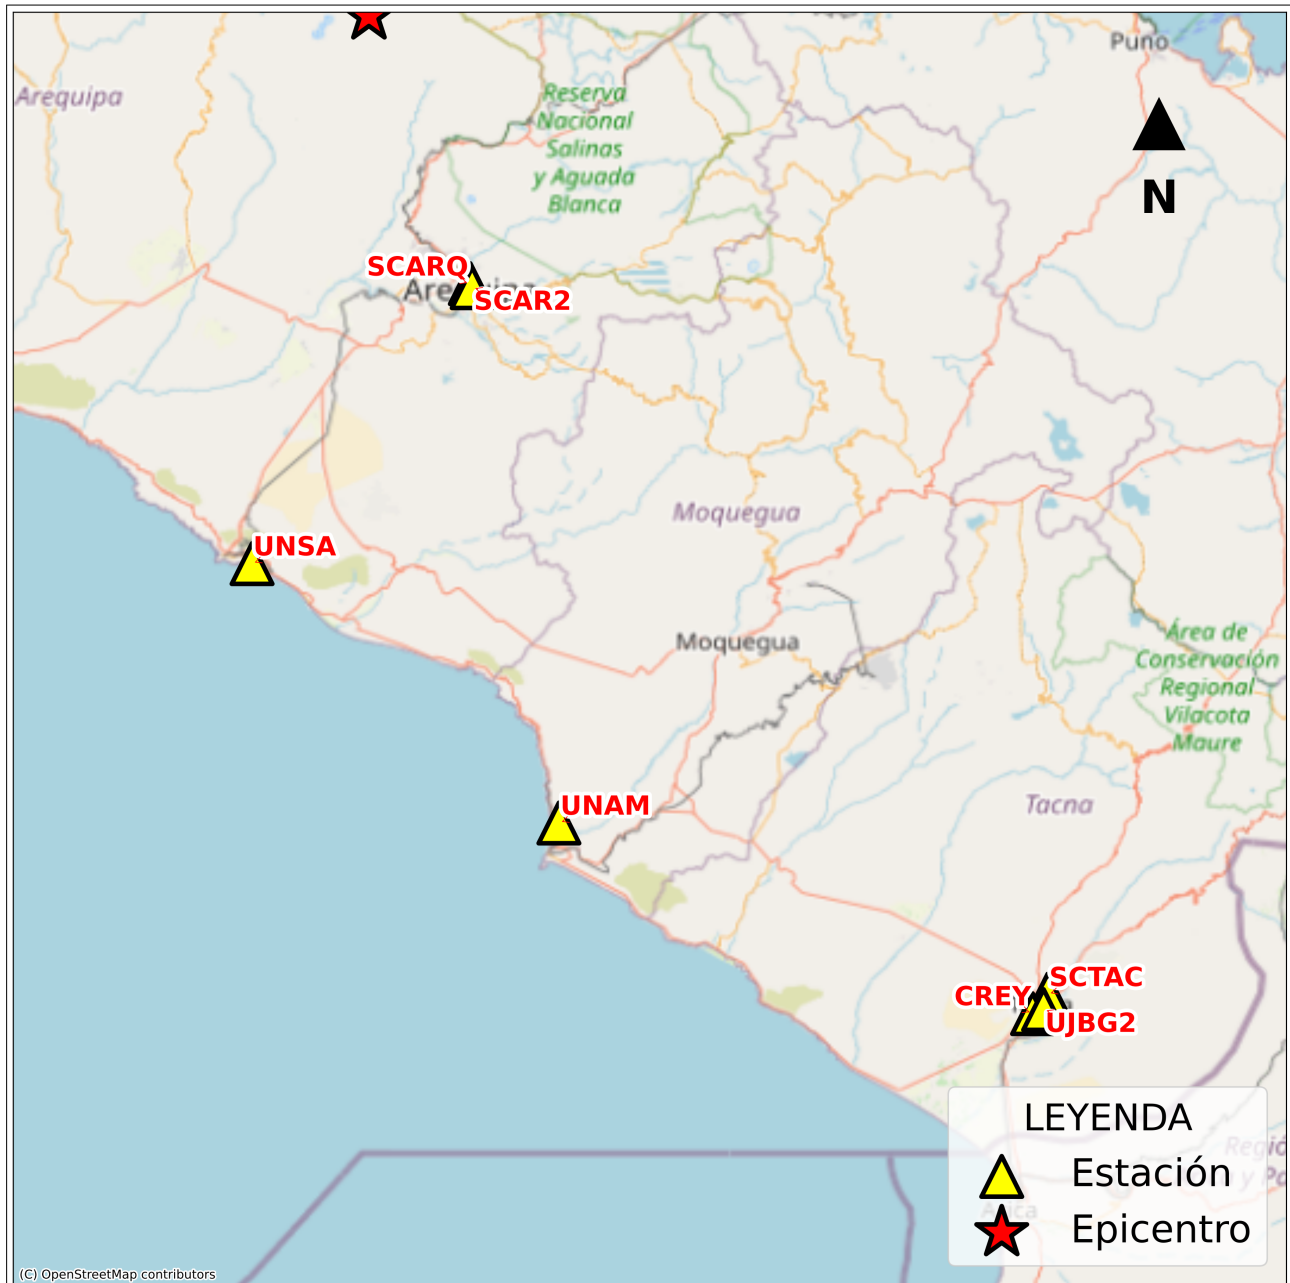 Puno
Arequipa
Reserva
Nacional
Salinas
y Aguada
Blanca
N
SCARQ
SCAR2
Moquegua
UNSA
Moquegua
Área de
Conservación
Regional
Vilacota
Maure
UNAM
Tacna
SCTAC
CREY
UJBG2
LEYENDA
Estación
Epicentro
Arica
(C) OpenStreetMap contributors